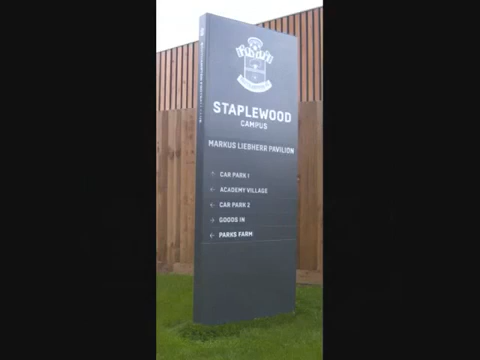 STAPLEWOOD
CAMPUS
MARKUS LIEBHERR PAVILION
CAR PARK 1
ACADEMY VILLAGE
CAR PARK 2
GOODS IN
PARKS FARM